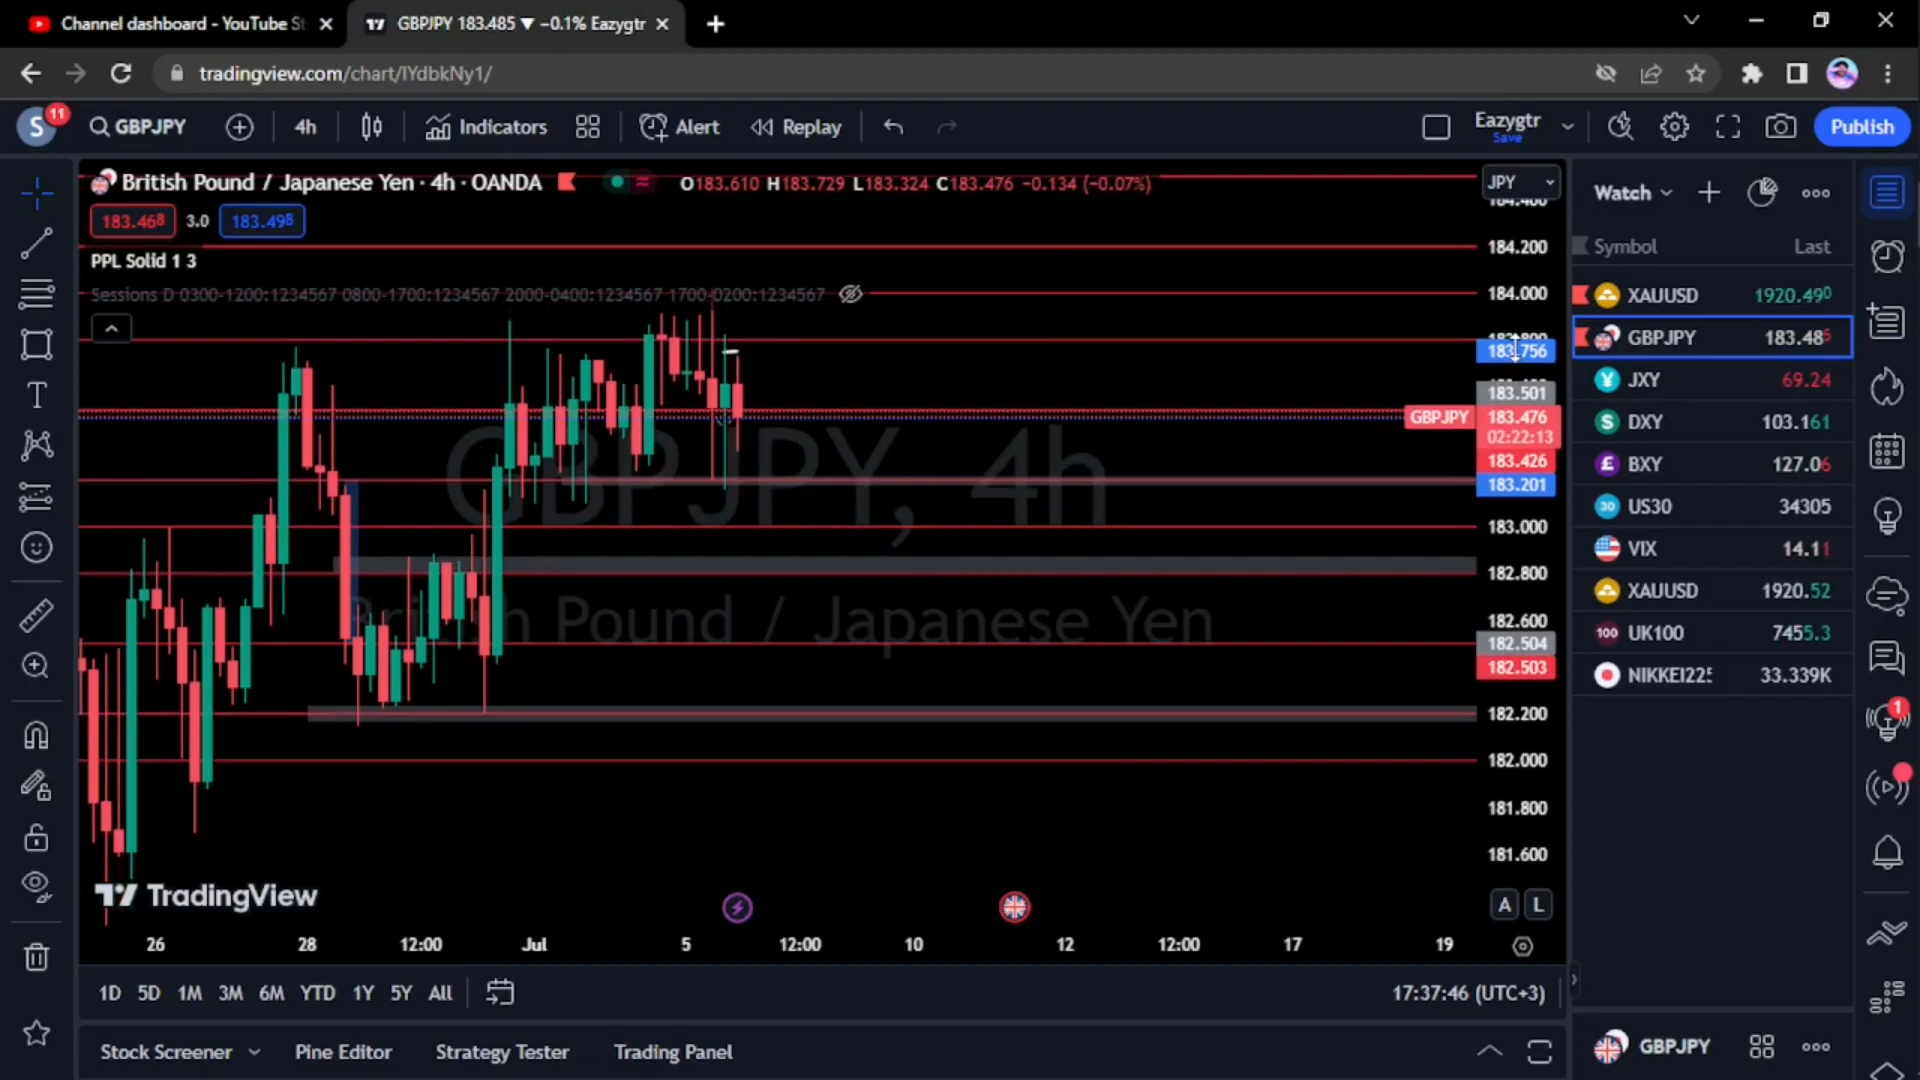 Channel dashboard - YouTube St
GBPJPY 183.485 ▼ −0.1% Eazygtr
tradingview.com/chart/IYdbkNy1/
S 11 GBPJPY 4h Indicators Alert Replay Eazygtr Save Publish
British Pound / Japanese Yen · 4h · OANDA O183.610 H183.729 L183.324 C183.476 −0.134 (−0.07%)
183.468 3.0 183.498
PPL Solid 1 3
Sessions D 0300-1200:1234567 0800-1700:1234567 2000-0400:1234567 1700-0200:1234567
GBPJPY, 4h
British Pound / Japanese Yen
JPY
184.400
184.200
184.000
183.756
183.501
GBPJPY 183.476
02:22:13
183.426
183.201
183.000
182.800
182.600
182.504
182.503
182.200
182.000
181.800
181.600
A L
TradingView
26 28 12:00 Jul 5 12:00 10 12 12:00 17 19
1D 5D 1M 3M 6M YTD 1Y 5Y All 17:37:46 (UTC+3)
Stock Screener Pine Editor Strategy Tester Trading Panel
Watch
Symbol Last
XAUUSD 1920.490
GBPJPY 183.485
JXY 69.24
DXY 103.161
BXY 127.06
US30 34305
VIX 14.11
XAUUSD 1920.52
UK100 7455.3
NIKKEI225 33.339K
GBPJPY
1